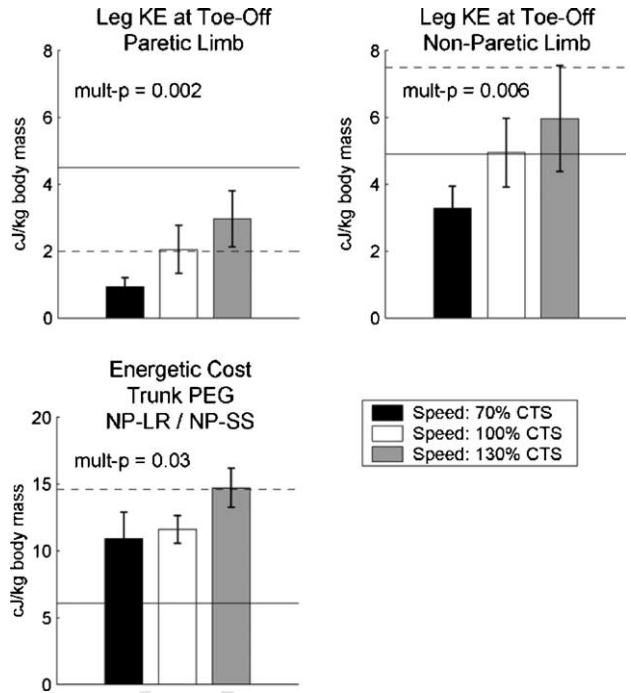 Leg KE at Toe-Off
Paretic Limb
8
6
4
2
0
cJ/kg body mass
mult-p = 0.002
Leg KE at Toe-Off
Non-Paretic Limb
8
6
4
2
0
cJ/kg body mass
mult-p = 0.006
Energetic Cost
Trunk PEG
NP-LR / NP-SS
20
15
10
5
0
cJ/kg body mass
mult-p = 0.03
Speed: 70% CTS
Speed: 100% CTS
Speed: 130% CTS